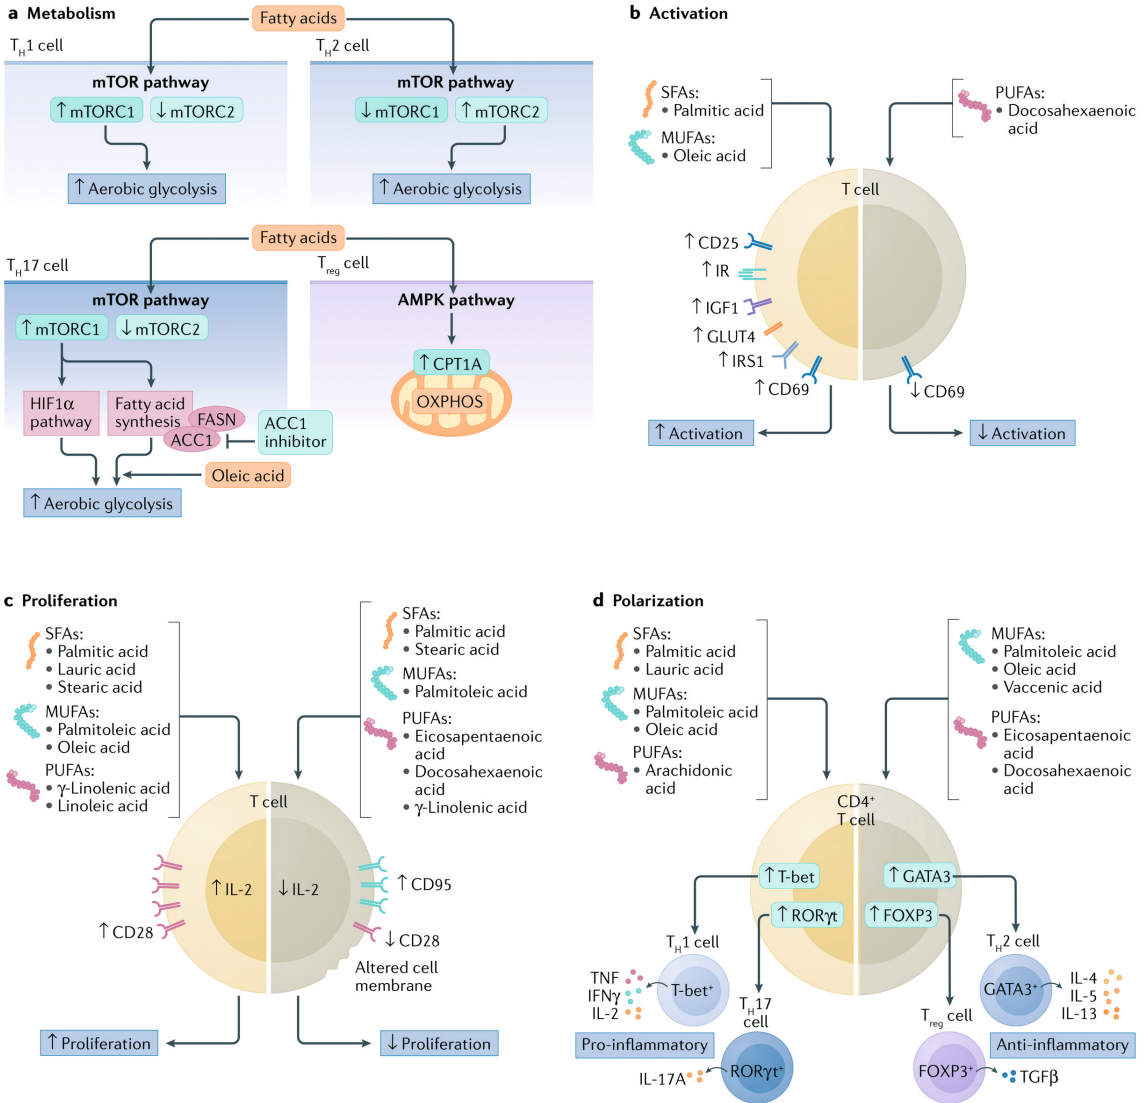 a Metabolism
Fatty acids
TH1 cell
TH2 cell
mTOR pathway
↑ mTORC1
↓ mTORC2
↑ Aerobic glycolysis
mTOR pathway
↓ mTORC1
↑ mTORC2
↑ Aerobic glycolysis
Fatty acids
TH17 cell
Treg cell
mTOR pathway
↑ mTORC1
↓ mTORC2
HIF1α
pathway
Fatty acid
synthesis
FASN
ACC1
ACC1
inhibitor
Oleic acid
↑ Aerobic glycolysis
AMPK pathway
↑ CPT1A
OXPHOS
b Activation
SFAs:
• Palmitic acid
MUFAs:
• Oleic acid
PUFAs:
• Docosahexaenoic
acid
T cell
↑ CD25
↑ IR
↑ IGF1
↑ GLUT4
↑ IRS1
↑ CD69
↓ CD69
↑ Activation
↓ Activation
c Proliferation
SFAs:
• Palmitic acid
• Lauric acid
• Stearic acid
MUFAs:
• Palmitoleic acid
• Oleic acid
PUFAs:
• γ-Linolenic acid
• Linoleic acid
SFAs:
• Palmitic acid
• Stearic acid
MUFAs:
• Palmitoleic acid
PUFAs:
• Eicosapentaenoic
acid
• Docosahexaenoic
acid
• γ-Linolenic acid
T cell
↑ IL-2
↓ IL-2
↑ CD28
↑ CD95
↓ CD28
Altered cell
membrane
↑ Proliferation
↓ Proliferation
d Polarization
SFAs:
• Palmitic acid
• Lauric acid
MUFAs:
• Palmitoleic acid
• Oleic acid
PUFAs:
• Arachidonic
acid
MUFAs:
• Palmitoleic acid
• Oleic acid
• Vaccenic acid
PUFAs:
• Eicosapentaenoic
acid
• Docosahexaenoic
acid
CD4+
T cell
↑ T-bet
↑ RORγt
↑ GATA3
↑ FOXP3
TH1 cell
TNF
IFNγ
IL-2
T-bet+
TH17
cell
Pro-inflammatory
IL-17A
RORγt+
TH2 cell
GATA3+
IL-4
IL-5
IL-13
Treg cell
Anti-inflammatory
FOXP3+
TGFβ